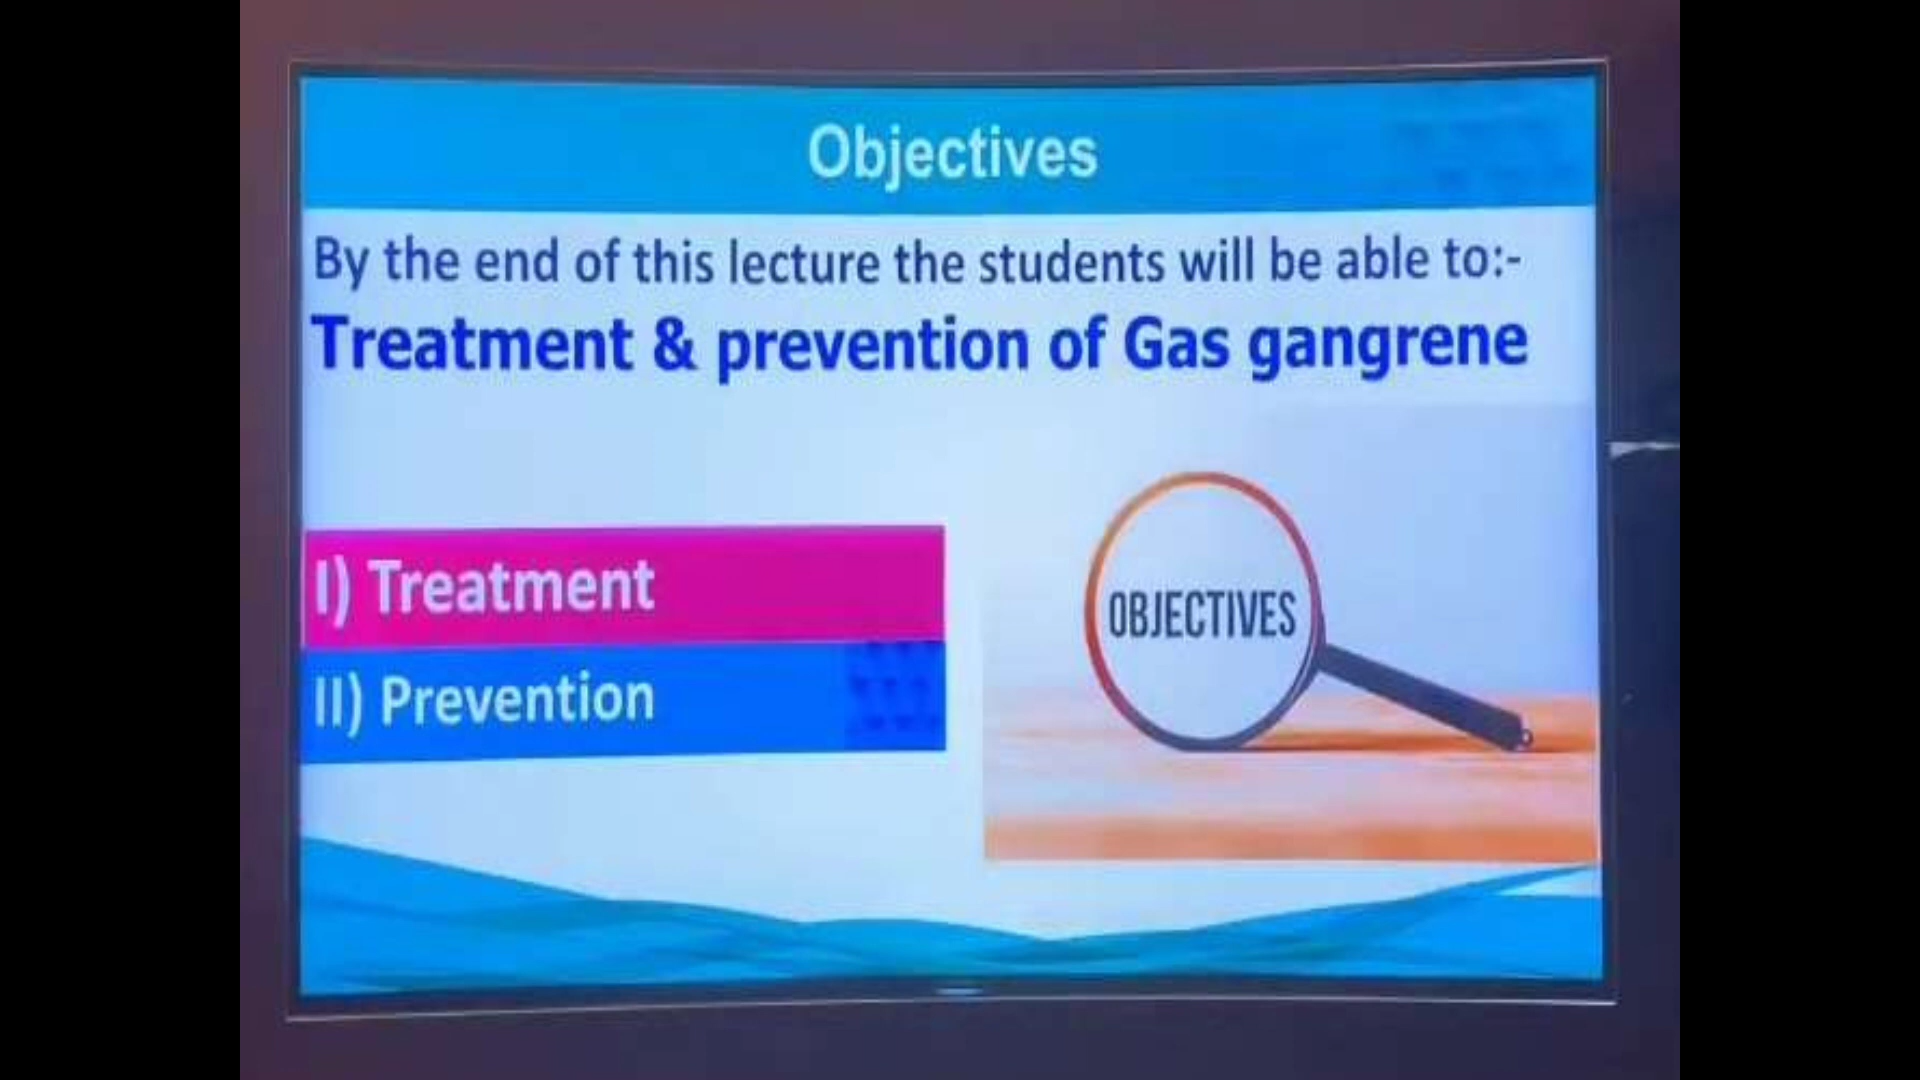 Objectives
By the end of this lecture the students will be able to:-
Treatment & prevention of Gas gangrene
I) Treatment
II) Prevention
OBJECTIVES